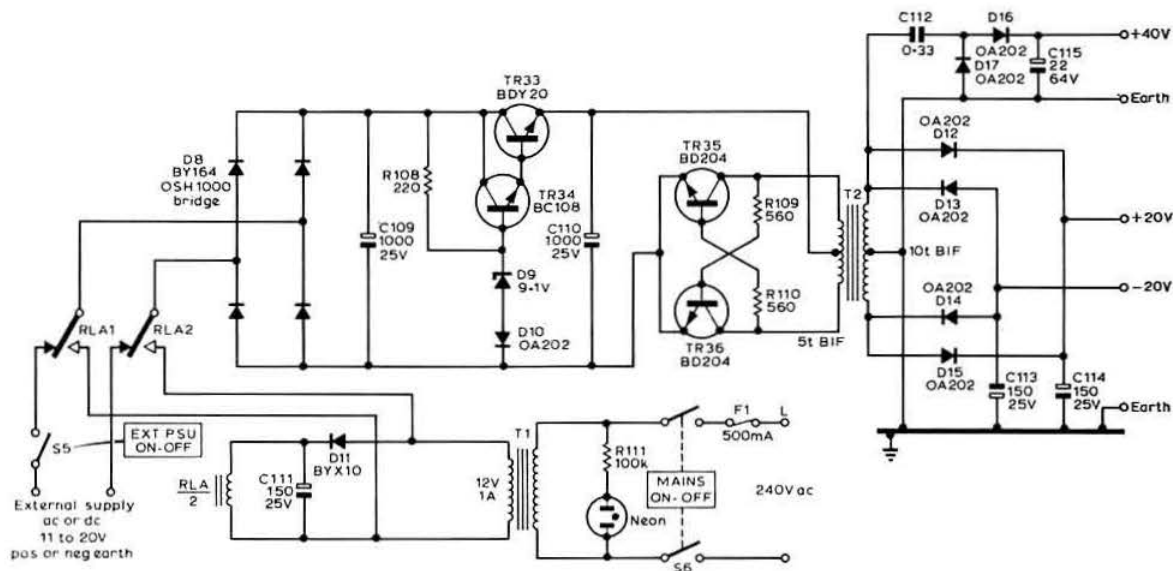 C112
0·33
D16
OA202
D17
OA202
C115
22
64V
+40V
Earth
TR33
BDY20
OA202
D12
D8
BY164
OSH1000
bridge
R108
220
TR34
BC108
C110
1000
25V
TR35
BD204
R109
560
T2
D13
OA202
+20V
C109
1000
25V
10t BIF
D9
9·1V
OA202
D14
-20V
RLA1
RLA2
D10
OA202
R110
560
TR36
BD204
5t BIF
D15
OA202
C113
150
25V
C114
150
25V
Earth
S5
EXT PSU
ON-OFF
D11
BYX10
T1
F1
500mA
L
RLA
2
C111
150
25V
12V
1A
R111
100k
MAINS
ON-OFF
240V ac
Neon
S6
External supply
ac or dc
11 to 20V
pos or neg earth